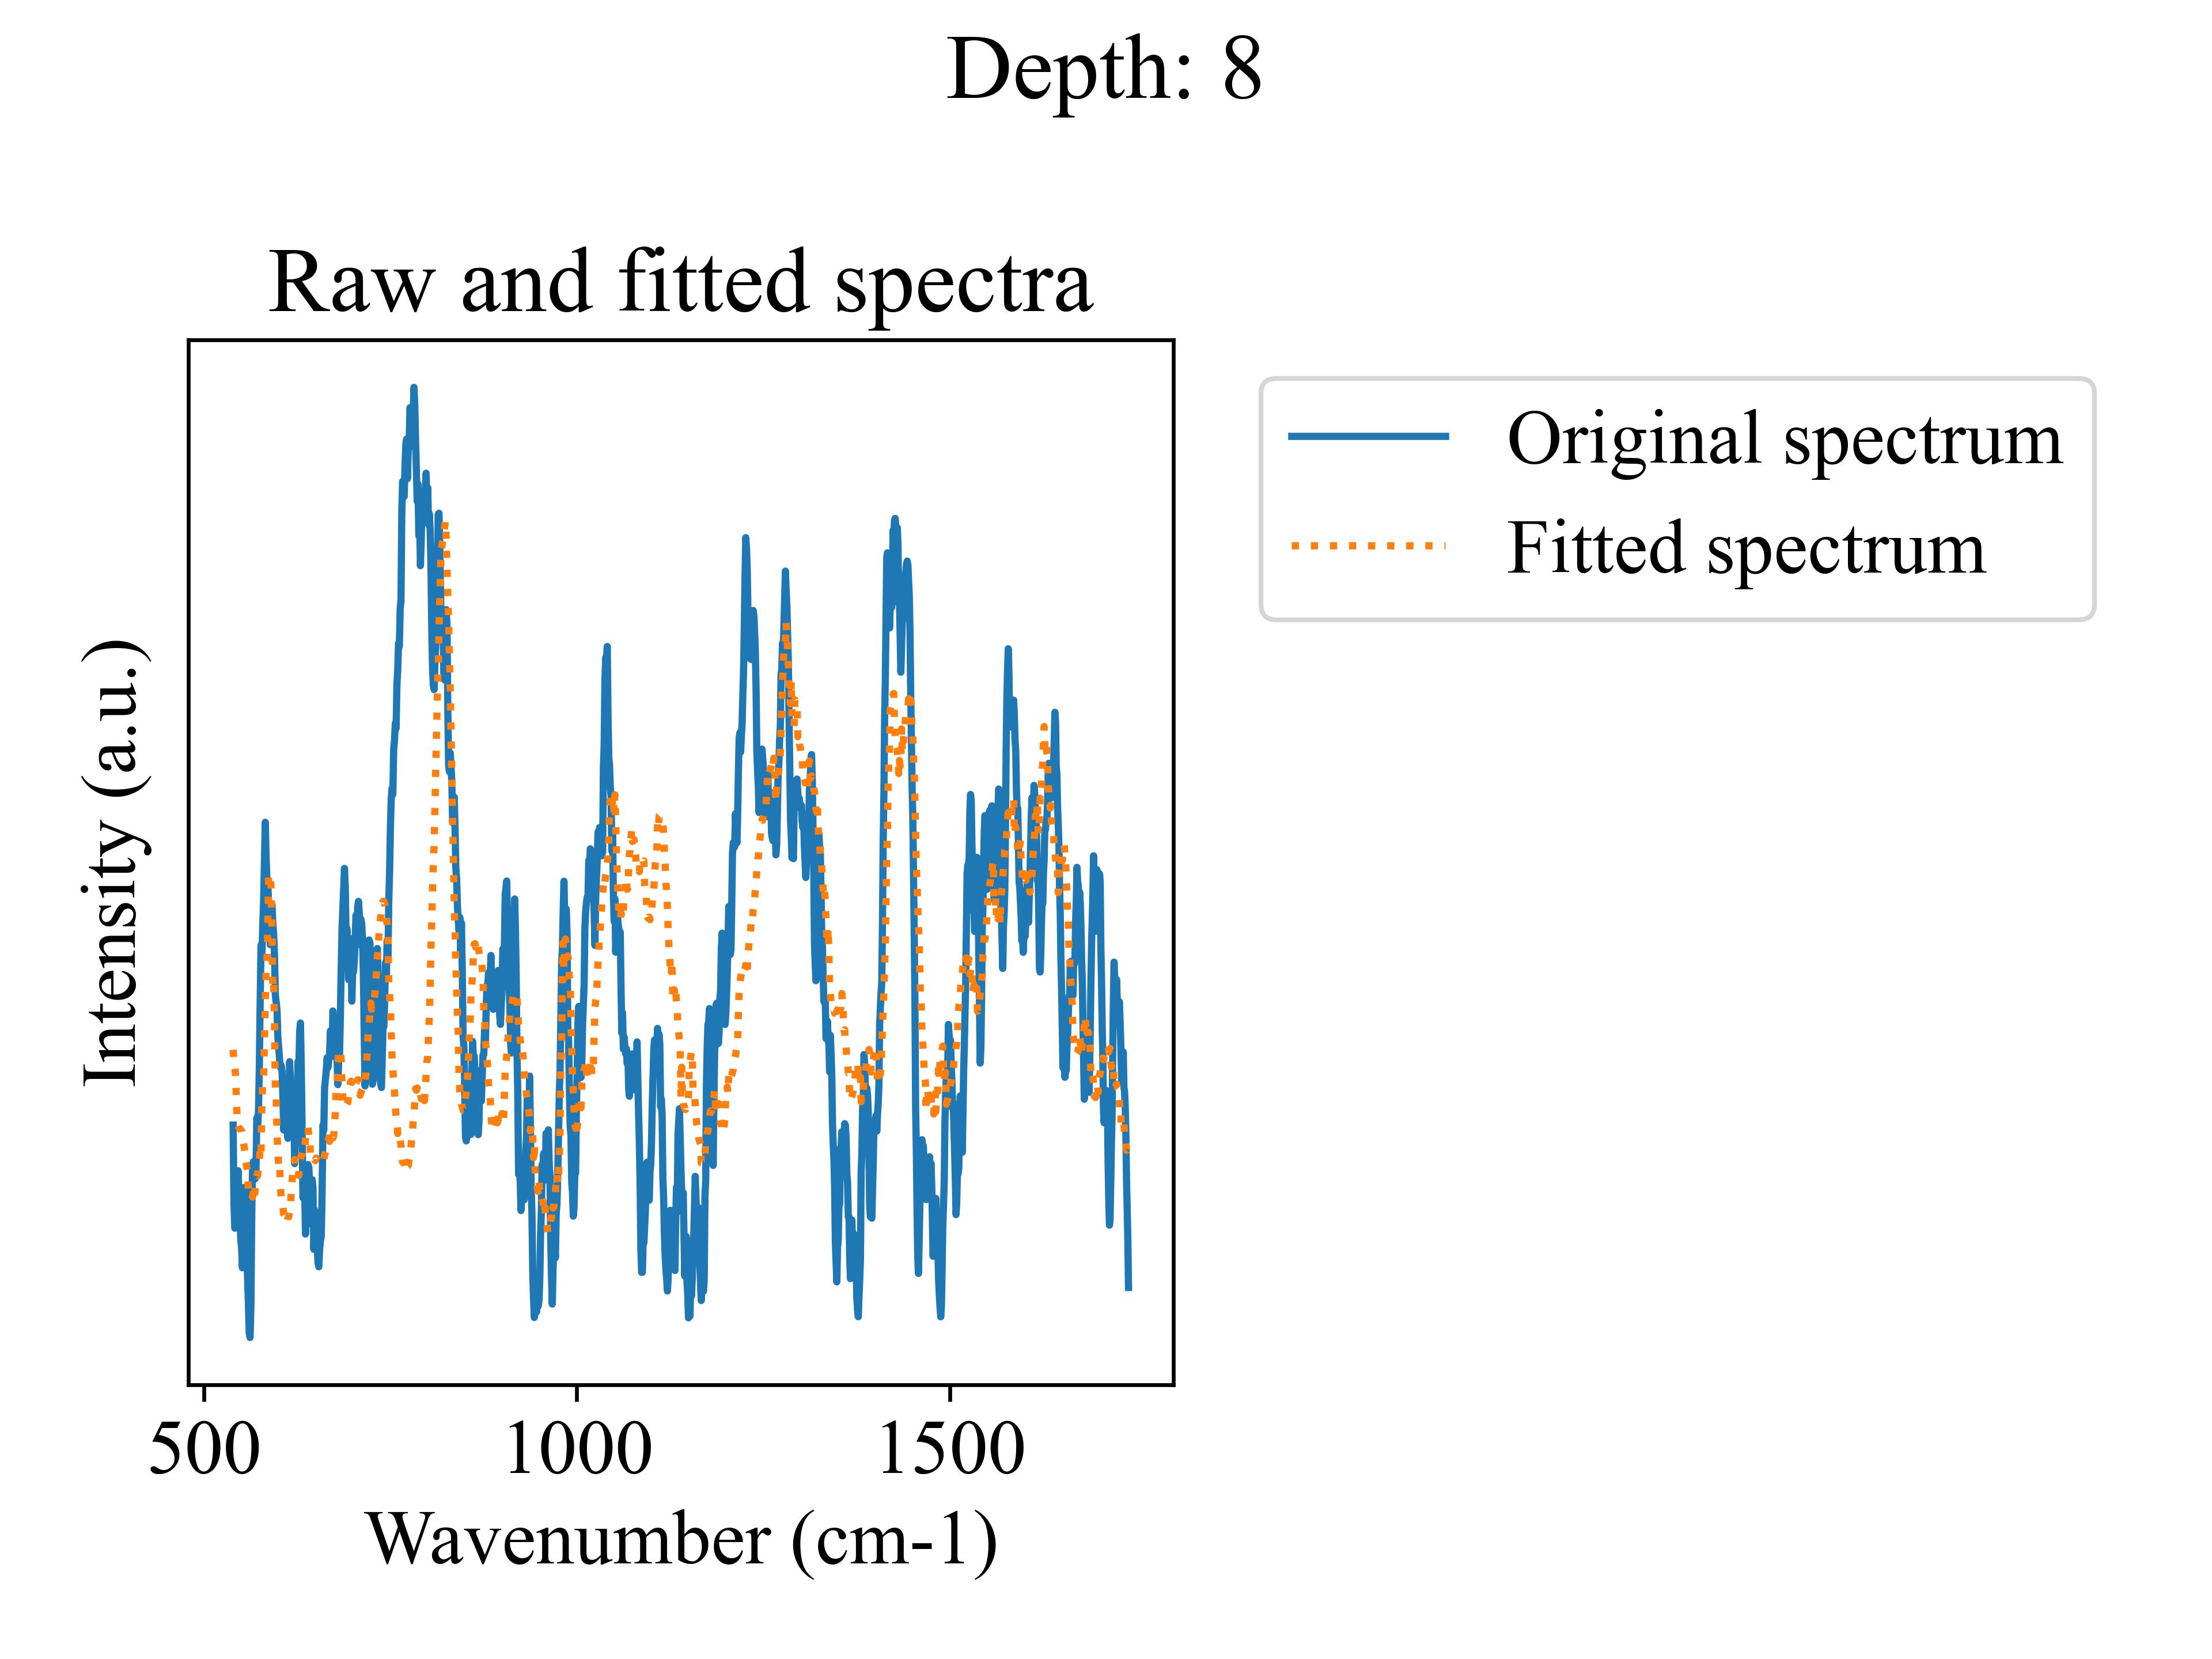 Depth: 8
Raw and fitted spectra
Original spectrum
Fitted spectrum
Intensity (a.u.)
500 1000 1500
Wavenumber (cm-1)